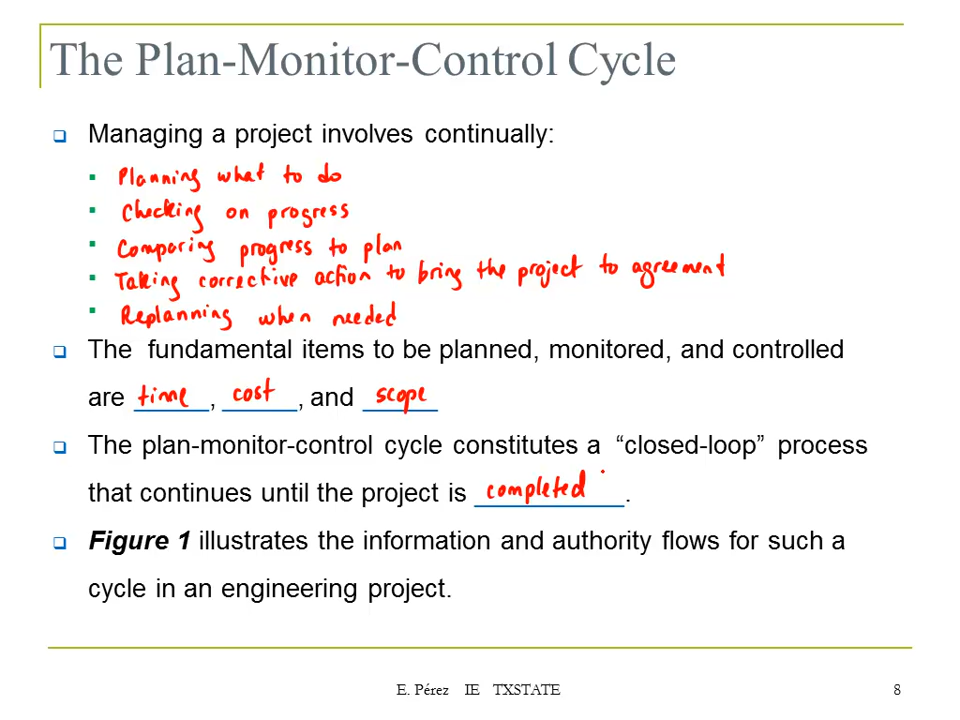 The Plan-Monitor-Control Cycle
Managing a project involves continually:
Planning what to do
Checking on progress
Comparing progress to plan
Taking corrective action to bring the project to agreement
Replanning when needed
The fundamental items to be planned, monitored, and controlled
are time, cost, and scope
The plan-monitor-control cycle constitutes a “closed-loop” process
that continues until the project is completed.
Figure 1 illustrates the information and authority flows for such a
cycle in an engineering project.
E. Pérez IE TXSTATE 8